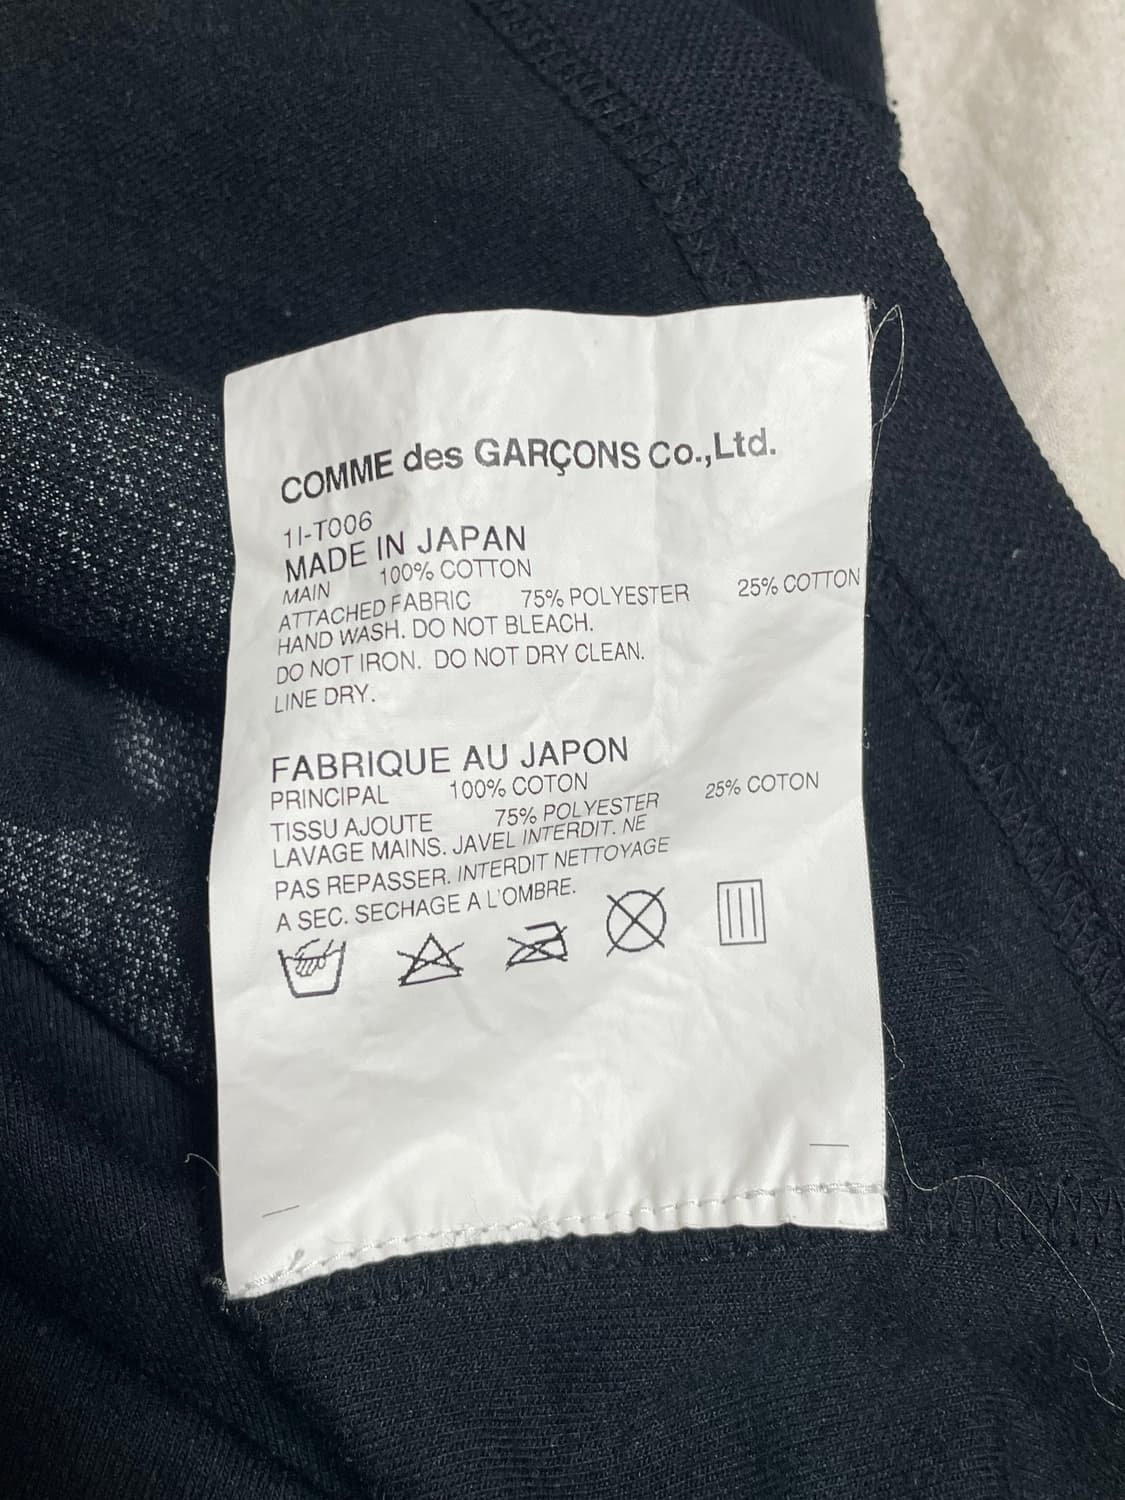 COMME des GARÇONS Co.,Ltd.
1I-T006
MADE IN JAPAN
MAIN 100% COTTON
ATTACHED FABRIC 75% POLYESTER 25% COTTON
HAND WASH. DO NOT BLEACH.
DO NOT IRON. DO NOT DRY CLEAN.
LINE DRY.
FABRIQUE AU JAPON
PRINCIPAL 100% COTON
TISSU AJOUTE 75% POLYESTER 25% COTON
LAVAGE MAINS. JAVEL INTERDIT. NE
PAS REPASSER. INTERDIT NETTOYAGE
A SEC. SECHAGE A L'OMBRE.